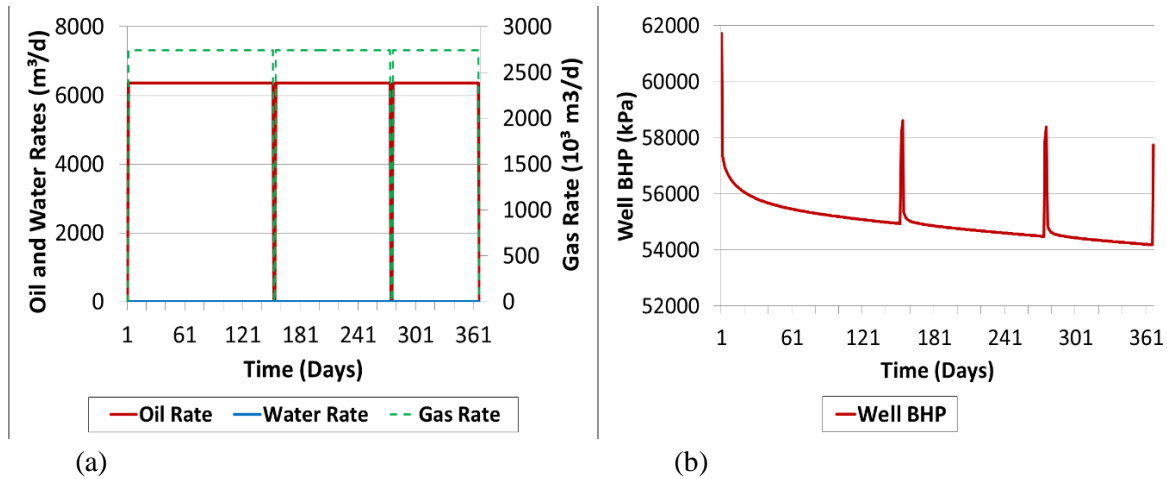 8000
6000
4000
2000
0
Oil and Water Rates (m³/d)
3000
2500
2000
1500
1000
500
0
Gas Rate (10³ m3/d)
1 61 121 181 241 301 361
Time (Days)
Oil Rate Water Rate Gas Rate
(a)
62000
60000
58000
56000
54000
52000
Well BHP (kPa)
1 61 121 181 241 301 361
Time (Days)
Well BHP
(b)